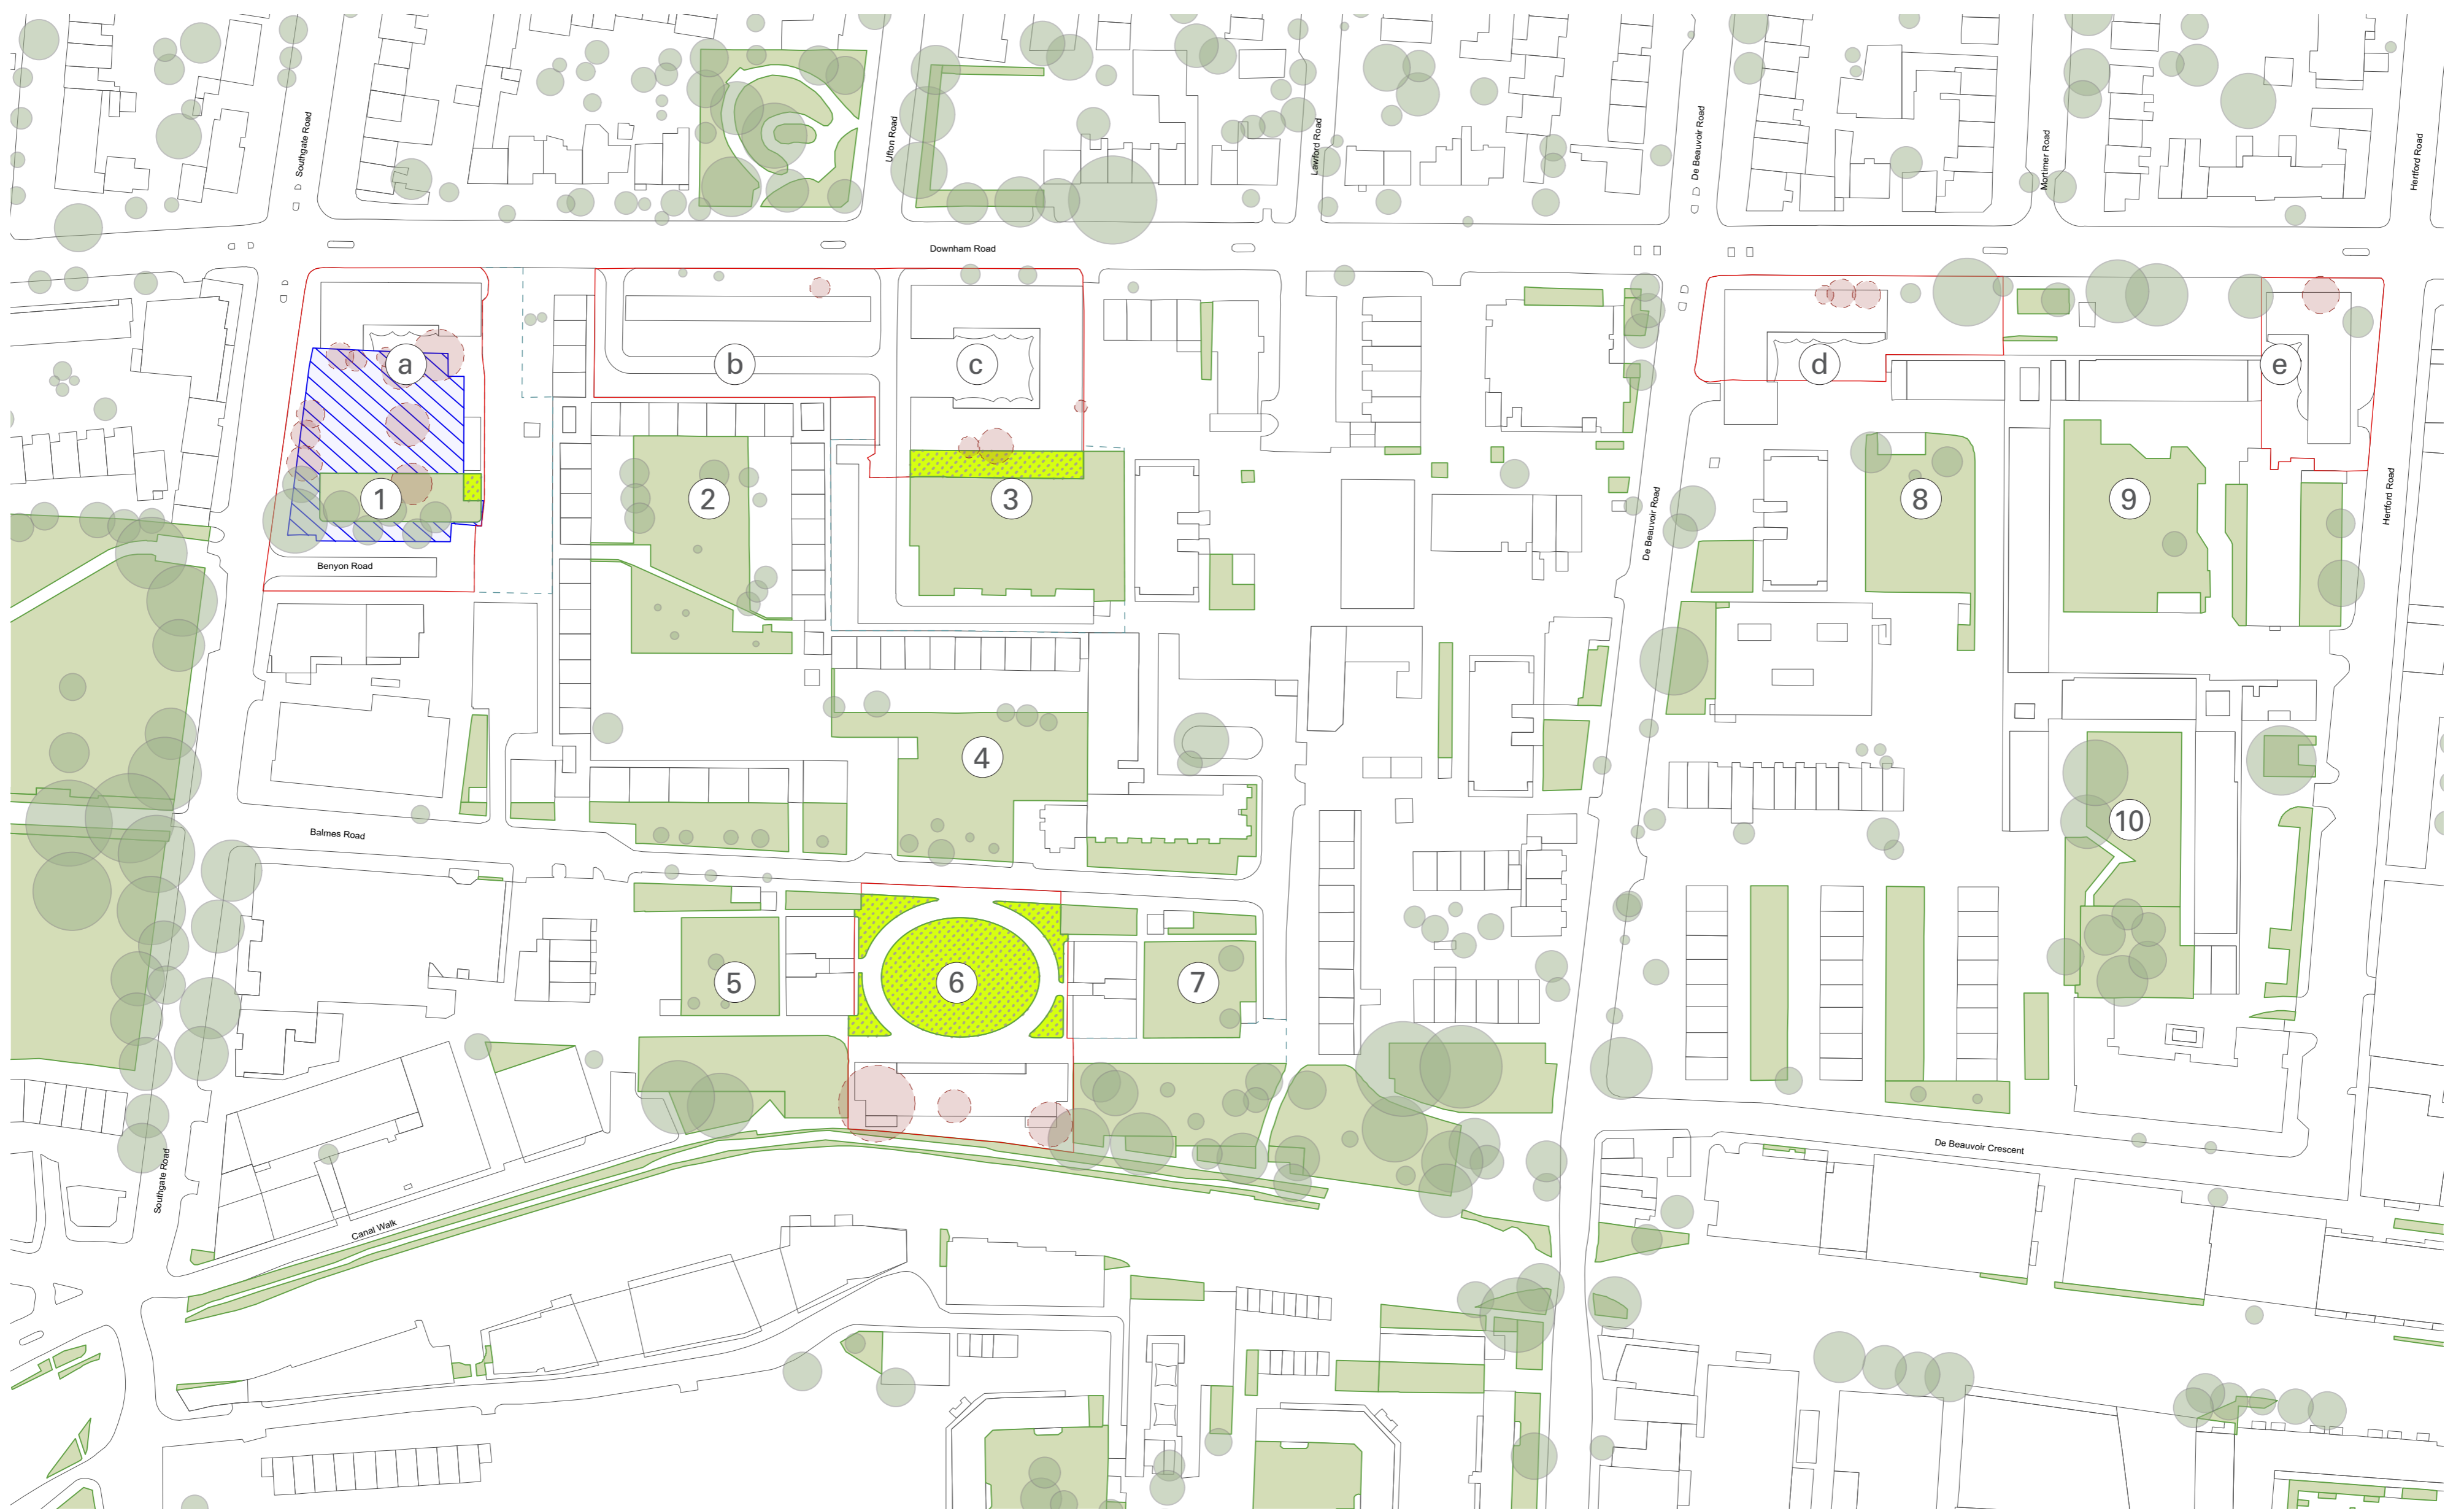 Southgate Road
Ufton Road
Lawford Road
De Beauvoir Road
Mortimer Road
Hertford Road
Downham Road
a
b
c
d
e
1
2
3
8
9
De Beauvoir Road
Hertford Road
Benyon Road
4
10
Balmes Road
5
6
7
De Beauvoir Crescent
Southgate Road
Canal Walk